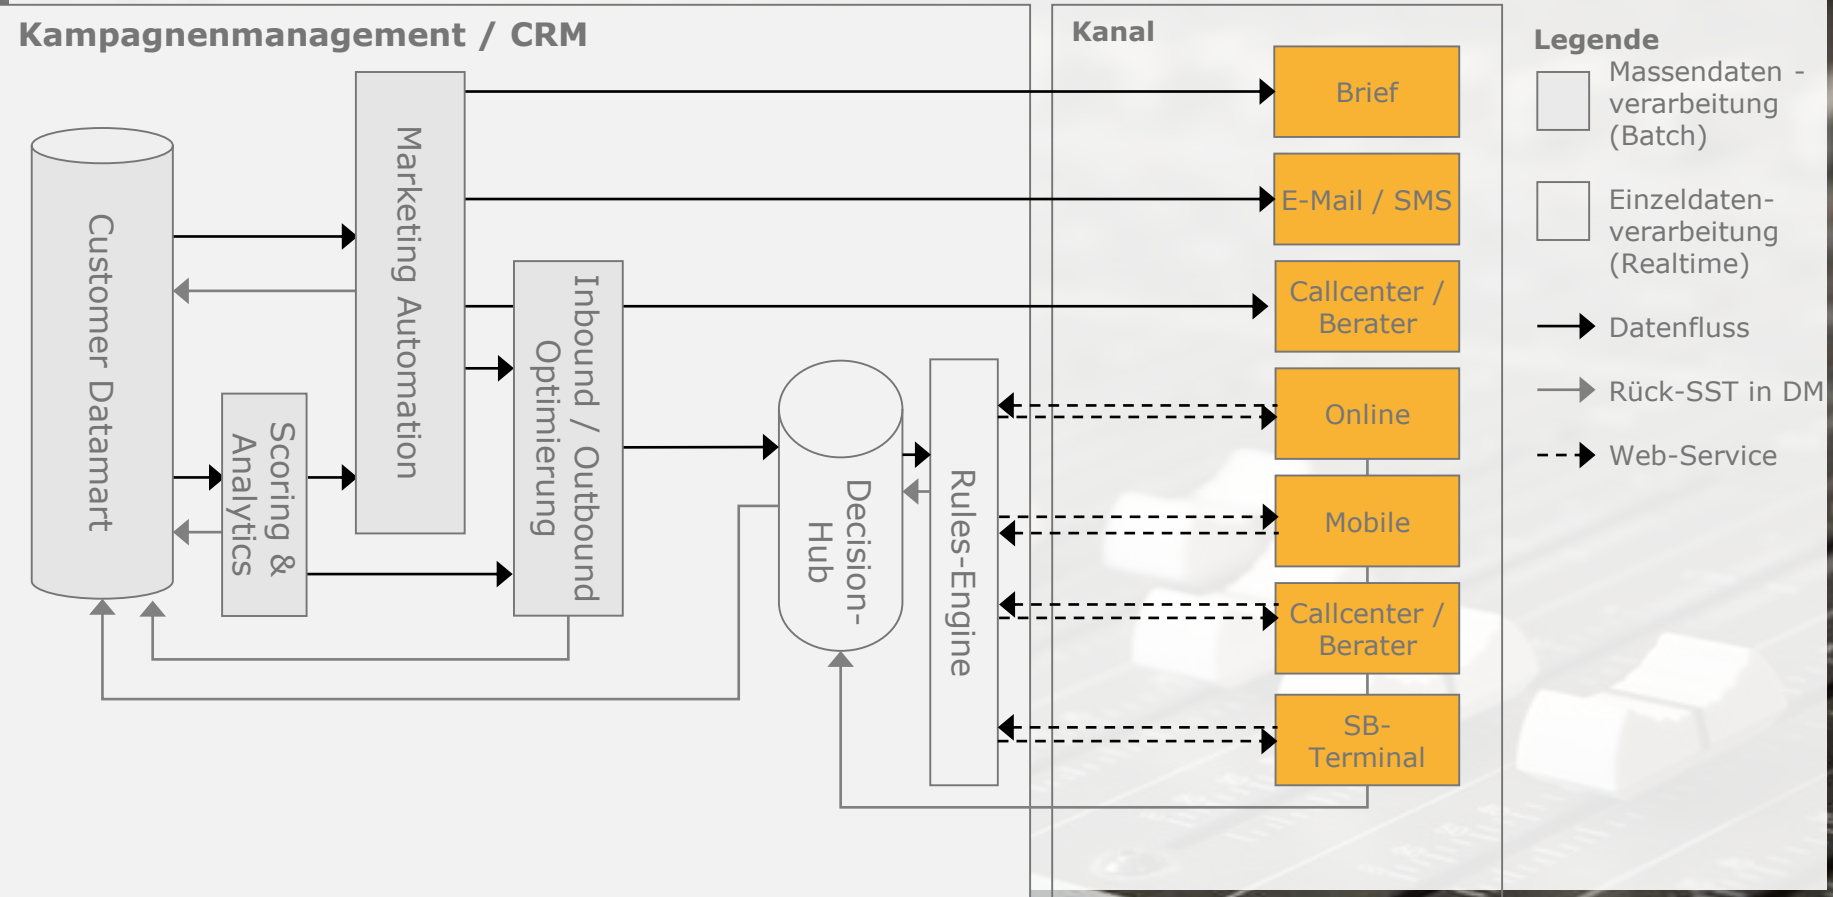 Kampagnenmanagement / CRM
Customer Datamart
Scoring &
Analytics
Marketing Automation
Inbound / Outbound
Optimierung
Decision-
Hub
Rules-Engine
Kanal
Brief
E-Mail / SMS
Callcenter /
Berater
Online
Mobile
Callcenter /
Berater
SB-
Terminal
Legende
Massendaten -
verarbeitung
(Batch)
Einzeldaten-
verarbeitung
(Realtime)
Datenfluss
Rück-SST in DM
Web-Service